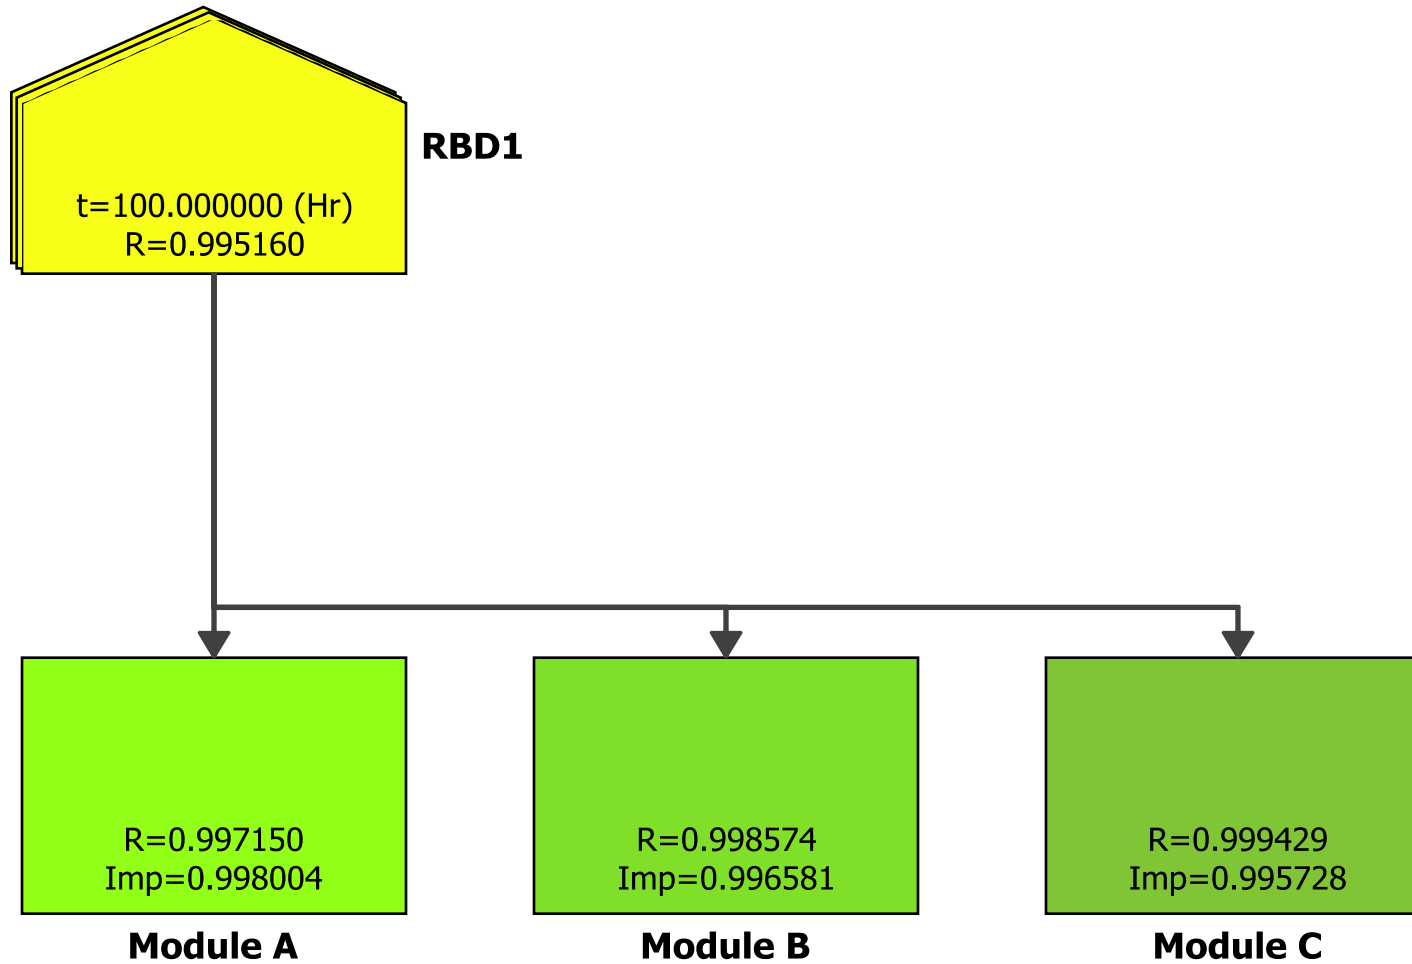 RBD1
t=100.000000 (Hr)
R=0.995160
R=0.997150
Imp=0.998004
Module A
R=0.998574
Imp=0.996581
Module B
R=0.999429
Imp=0.995728
Module C